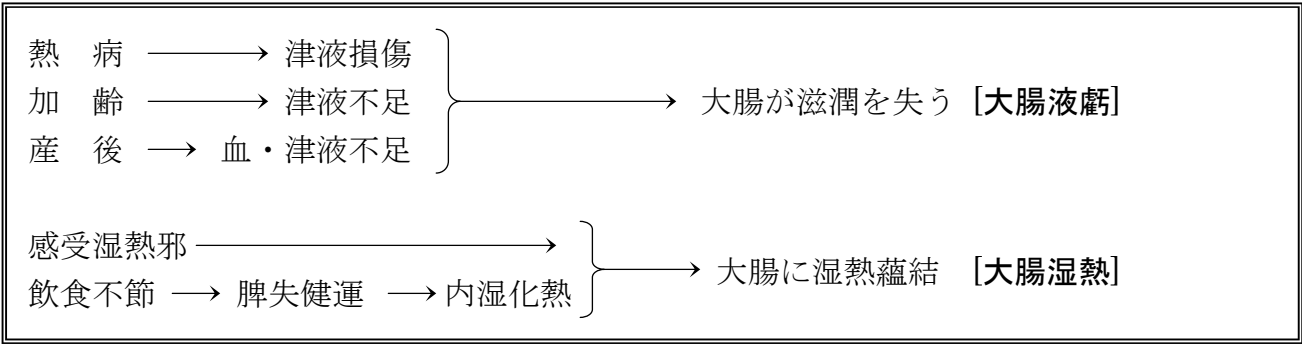 熱　病 ⟶ 津液損傷
加　齢 ⟶ 津液不足 ⟶ 大腸が滋潤を失う [大腸液虧]
産　後 ⟶ 血・津液不足
感受湿熱邪 ⟶
⟶ 大腸に湿熱蘊結 [大腸湿熱]
飲食不節 ⟶ 脾失健運 ⟶ 内湿化熱